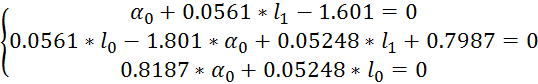 α₀ + 0.0561 * l₁ − 1.601 = 0
0.0561 * l₀ − 1.801 * α₀ + 0.05248 * l₁ + 0.7987 = 0
0.8187 * α₀ + 0.05248 * l₀ = 0